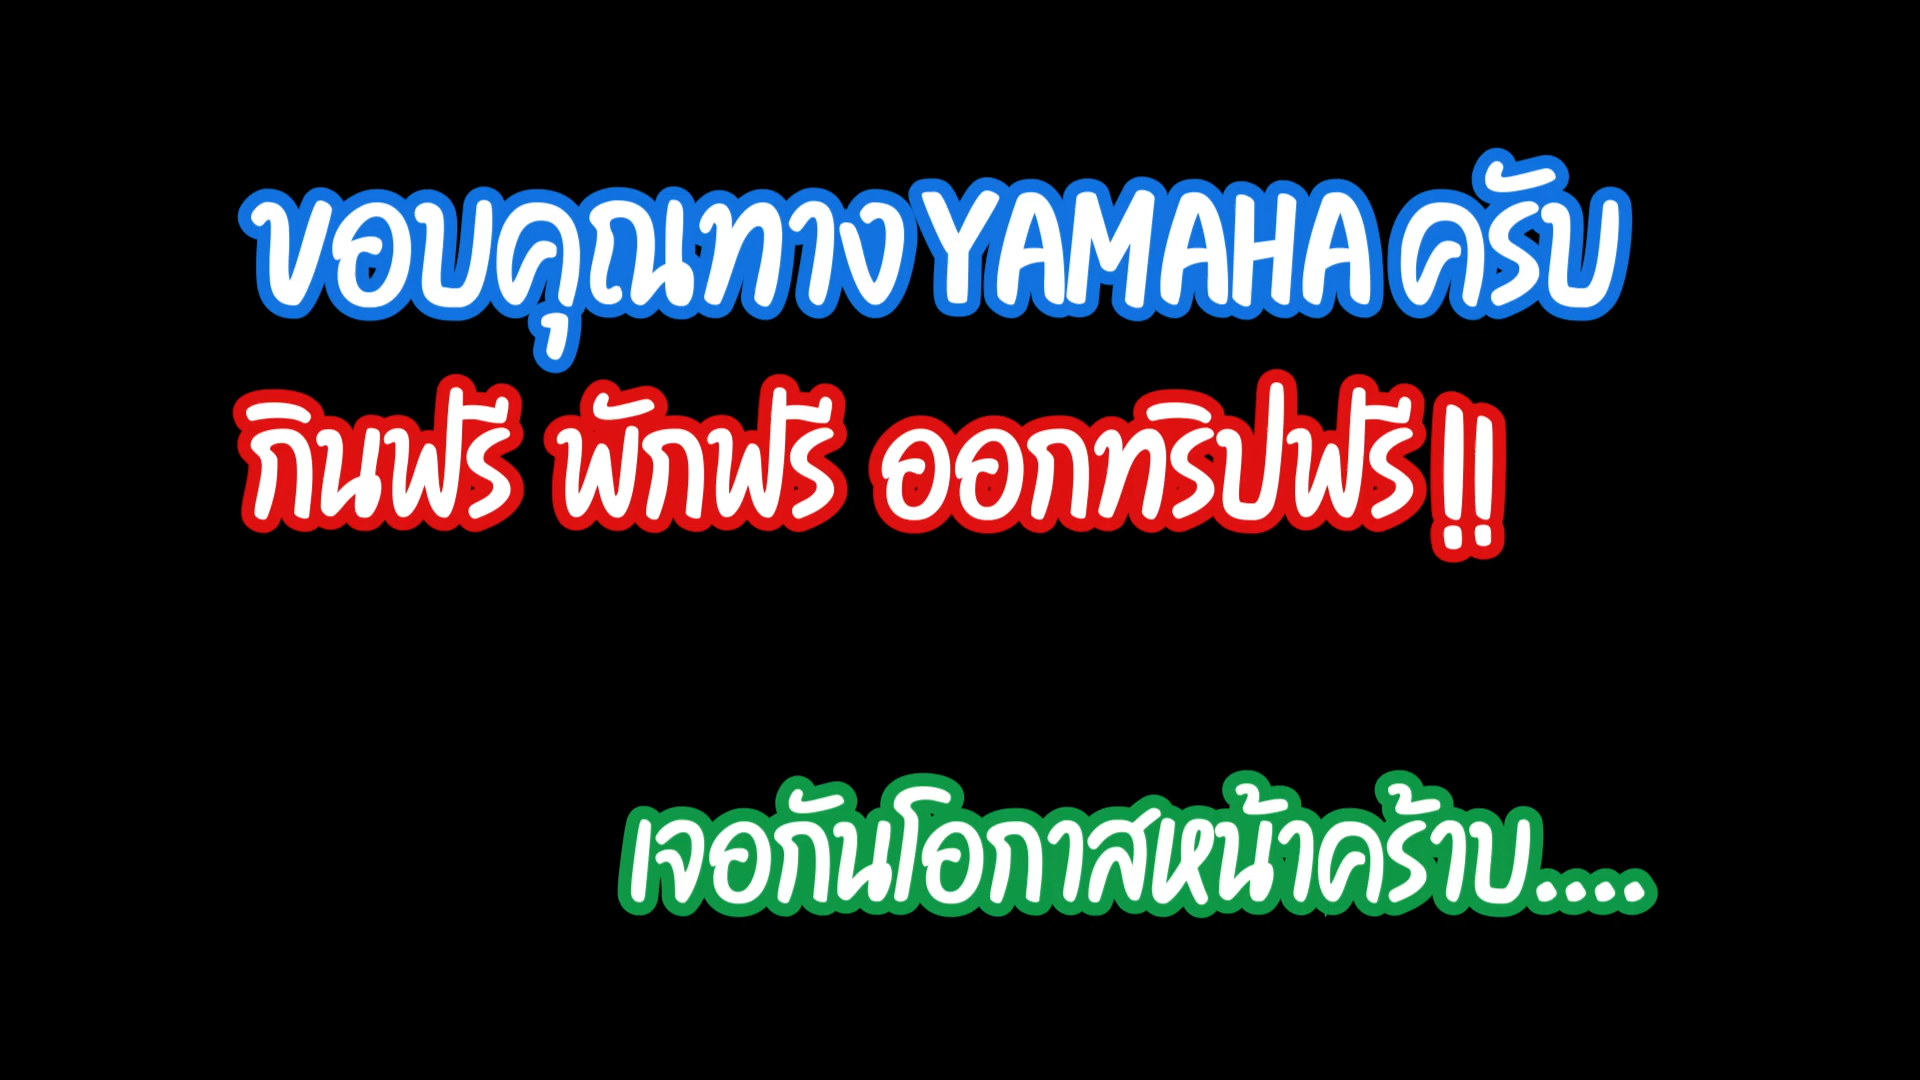 ขอบคุณทาง YAMAHA ครับ
กินฟรี พักฟรี ออกทริปฟรี !!
เจอกันโอกาสหน้าคร้าบ....